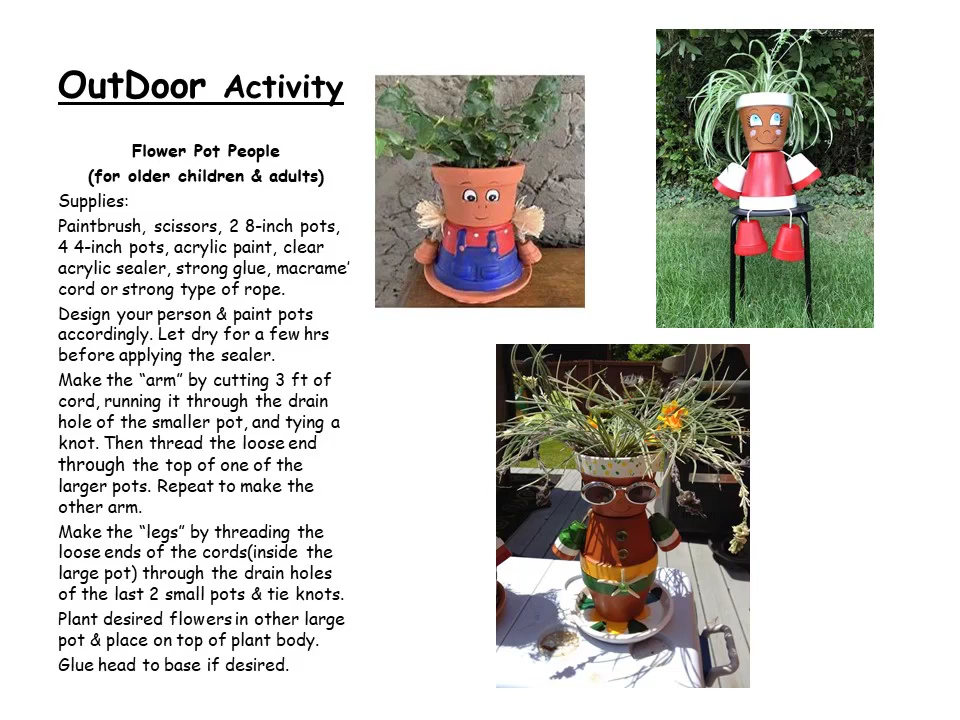 OutDoor Activity
Flower Pot People
(for older children & adults)
Supplies:
Paintbrush, scissors, 2 8-inch pots,
4 4-inch pots, acrylic paint, clear
acrylic sealer, strong glue, macrame’
cord or strong type of rope.
Design your person & paint pots
accordingly. Let dry for a few hrs
before applying the sealer.
Make the “arm” by cutting 3 ft of
cord, running it through the drain
hole of the smaller pot, and tying a
knot. Then thread the loose end
through the top of one of the
larger pots. Repeat to make the
other arm.
Make the “legs” by threading the
loose ends of the cords(inside the
large pot) through the drain holes
of the last 2 small pots & tie knots.
Plant desired flowers in other large
pot & place on top of plant body.
Glue head to base if desired.